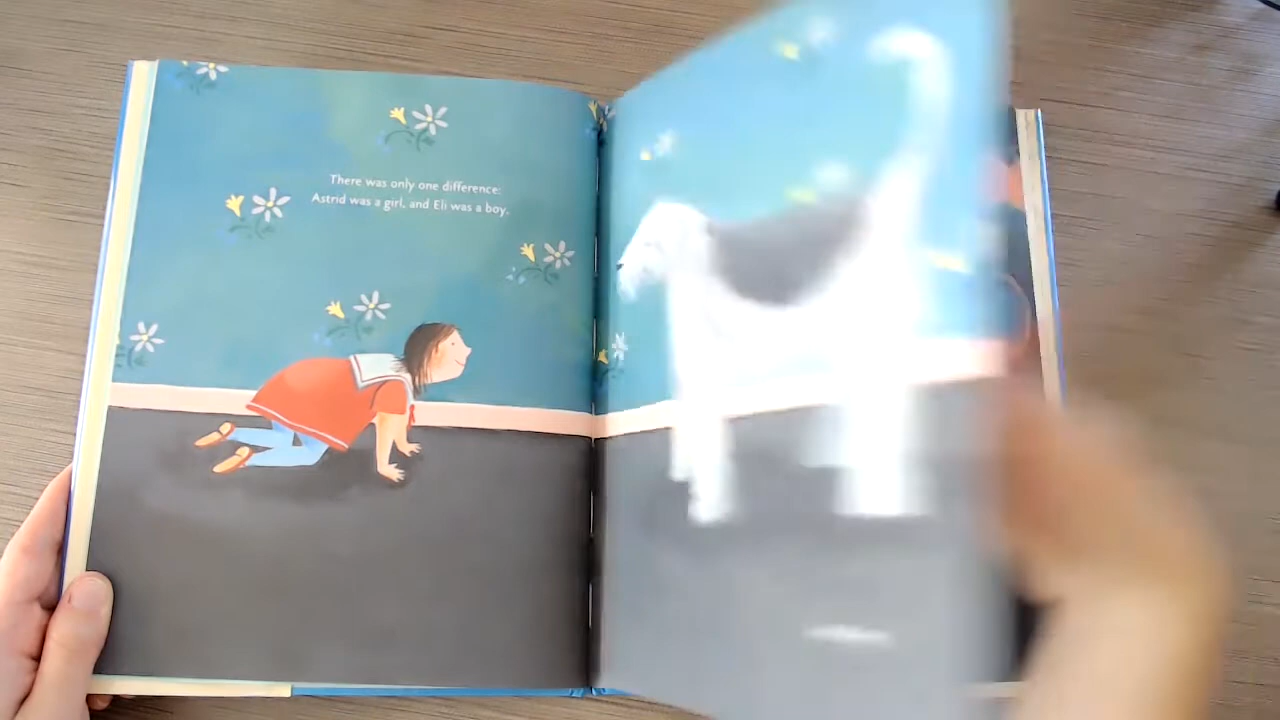 There was only one difference:
Astrid was a girl, and Eli was a boy.